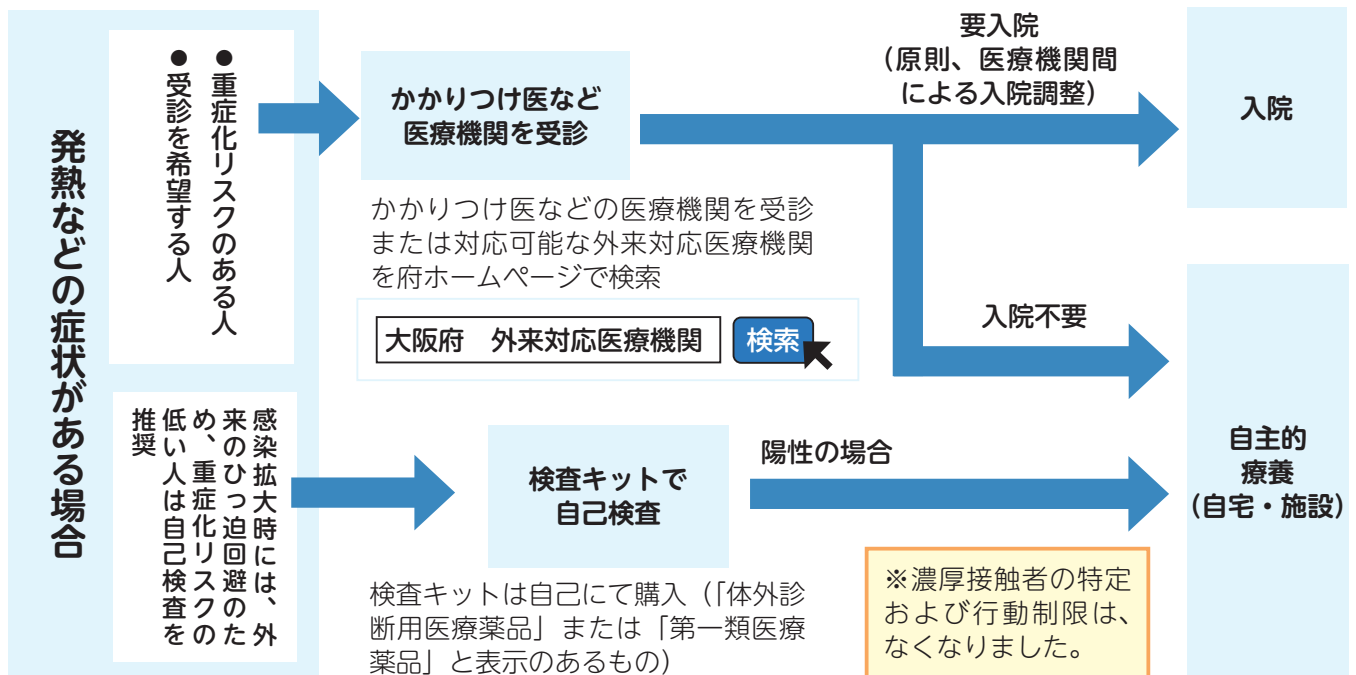 発熱などの症状がある場合
●重症化リスクのある人
●受診を希望する人
かかりつけ医など
医療機関を受診
かかりつけ医などの医療機関を受診
または対応可能な外来対応医療機関
を府ホームページで検索
大阪府　外来対応医療機関
検索
要入院
（原則、医療機関間
による入院調整）
入院
入院不要
感染拡大時には、外
来のひっ迫回避のた
め、重症化リスクの
低い人は自己検査を
推奨
検査キットで
自己検査
検査キットは自己にて購入（「体外診
断用医療薬品」または「第一類医療
薬品」と表示のあるもの）
陽性の場合
自主的
療養
（自宅・施設）
※濃厚接触者の特定
および行動制限は、
なくなりました。